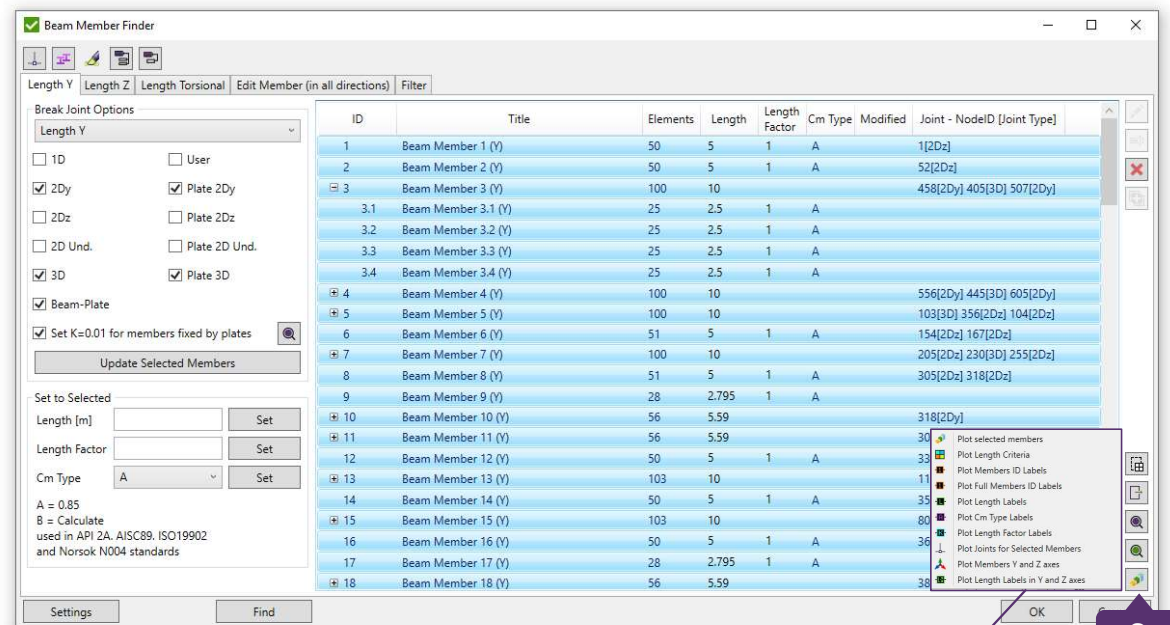 Beam Member Finder
Length Y Length Z Length Torsional Edit Member (in all directions) Filter
Break Joint Options
Length Y
1D User
2Dy Plate 2Dy
2Dz Plate 2Dz
2D Und. Plate 2D Und.
3D Plate 3D
Beam-Plate
Set K=0.01 for members fixed by plates
Update Selected Members
Set to Selected
Length [m] Set
Length Factor Set
Cm Type A Set
A = 0.85
B = Calculate
used in API 2A. AISC89. ISO19902
and Norsok N004 standards
ID Title Elements Length Length Factor Cm Type Modified Joint - NodeID [Joint Type]
1 Beam Member 1 (Y) 50 5 1 A 1[2Dz]
2 Beam Member 2 (Y) 50 5 1 A 52[2Dz]
3 Beam Member 3 (Y) 100 10 458[2Dy] 405[3D] 507[2Dy]
3.1 Beam Member 3.1 (Y) 25 2.5 1 A
3.2 Beam Member 3.2 (Y) 25 2.5 1 A
3.3 Beam Member 3.3 (Y) 25 2.5 1 A
3.4 Beam Member 3.4 (Y) 25 2.5 1 A
4 Beam Member 4 (Y) 100 10 556[2Dy] 445[3D] 605[2Dy]
5 Beam Member 5 (Y) 100 10 103[3D] 356[2Dz] 104[2Dz]
6 Beam Member 6 (Y) 51 5 1 A 154[2Dz] 167[2Dz]
7 Beam Member 7 (Y) 100 10 205[2Dz] 230[3D] 255[2Dz]
8 Beam Member 8 (Y) 51 5 1 A 305[2Dz] 318[2Dz]
9 Beam Member 9 (Y) 28 2.795 1 A
10 Beam Member 10 (Y) 56 5.59 318[2Dy]
11 Beam Member 11 (Y) 56 5.59 30
12 Beam Member 12 (Y) 50 5 1 A 33
13 Beam Member 13 (Y) 103 10 11
14 Beam Member 14 (Y) 50 5 1 A 35
15 Beam Member 15 (Y) 103 10 80
16 Beam Member 16 (Y) 50 5 1 A 36
17 Beam Member 17 (Y) 28 2.795 1 A
18 Beam Member 18 (Y) 56 5.59 38
Plot selected members
Plot Length Criteria
Plot Members ID Labels
Plot Full Members ID Labels
Plot Length Labels
Plot Cm Type Labels
Plot Length Factor Labels
Plot Joints for Selected Members
Plot Members Y and Z axes
Plot Length Labels in Y and Z axes
Settings Find OK